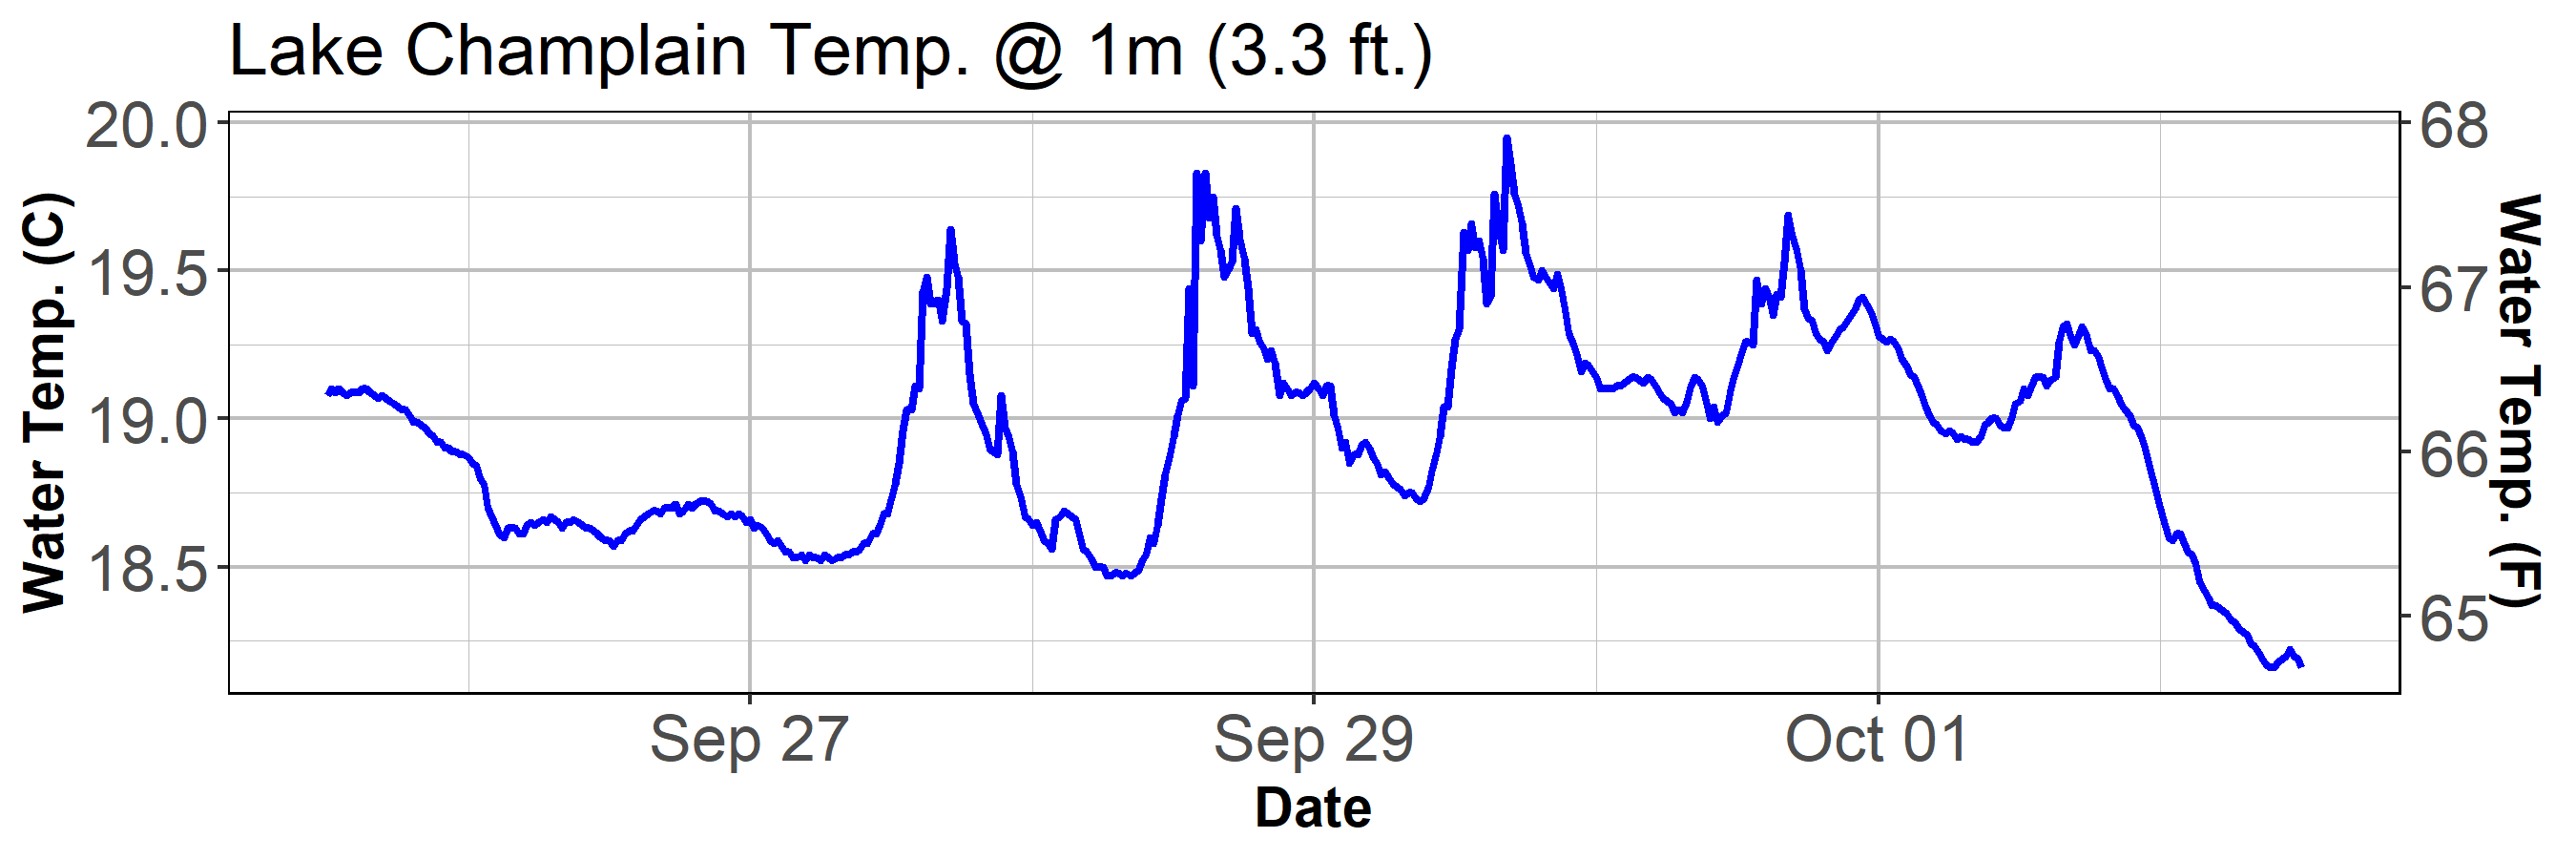 Lake Champlain Temp. @ 1m (3.3 ft.)
20.0
19.5
19.0
18.5
Water Temp. (C)
68
67
66
65
Water Temp. (F)
Sep 27
Sep 29
Oct 01
Date